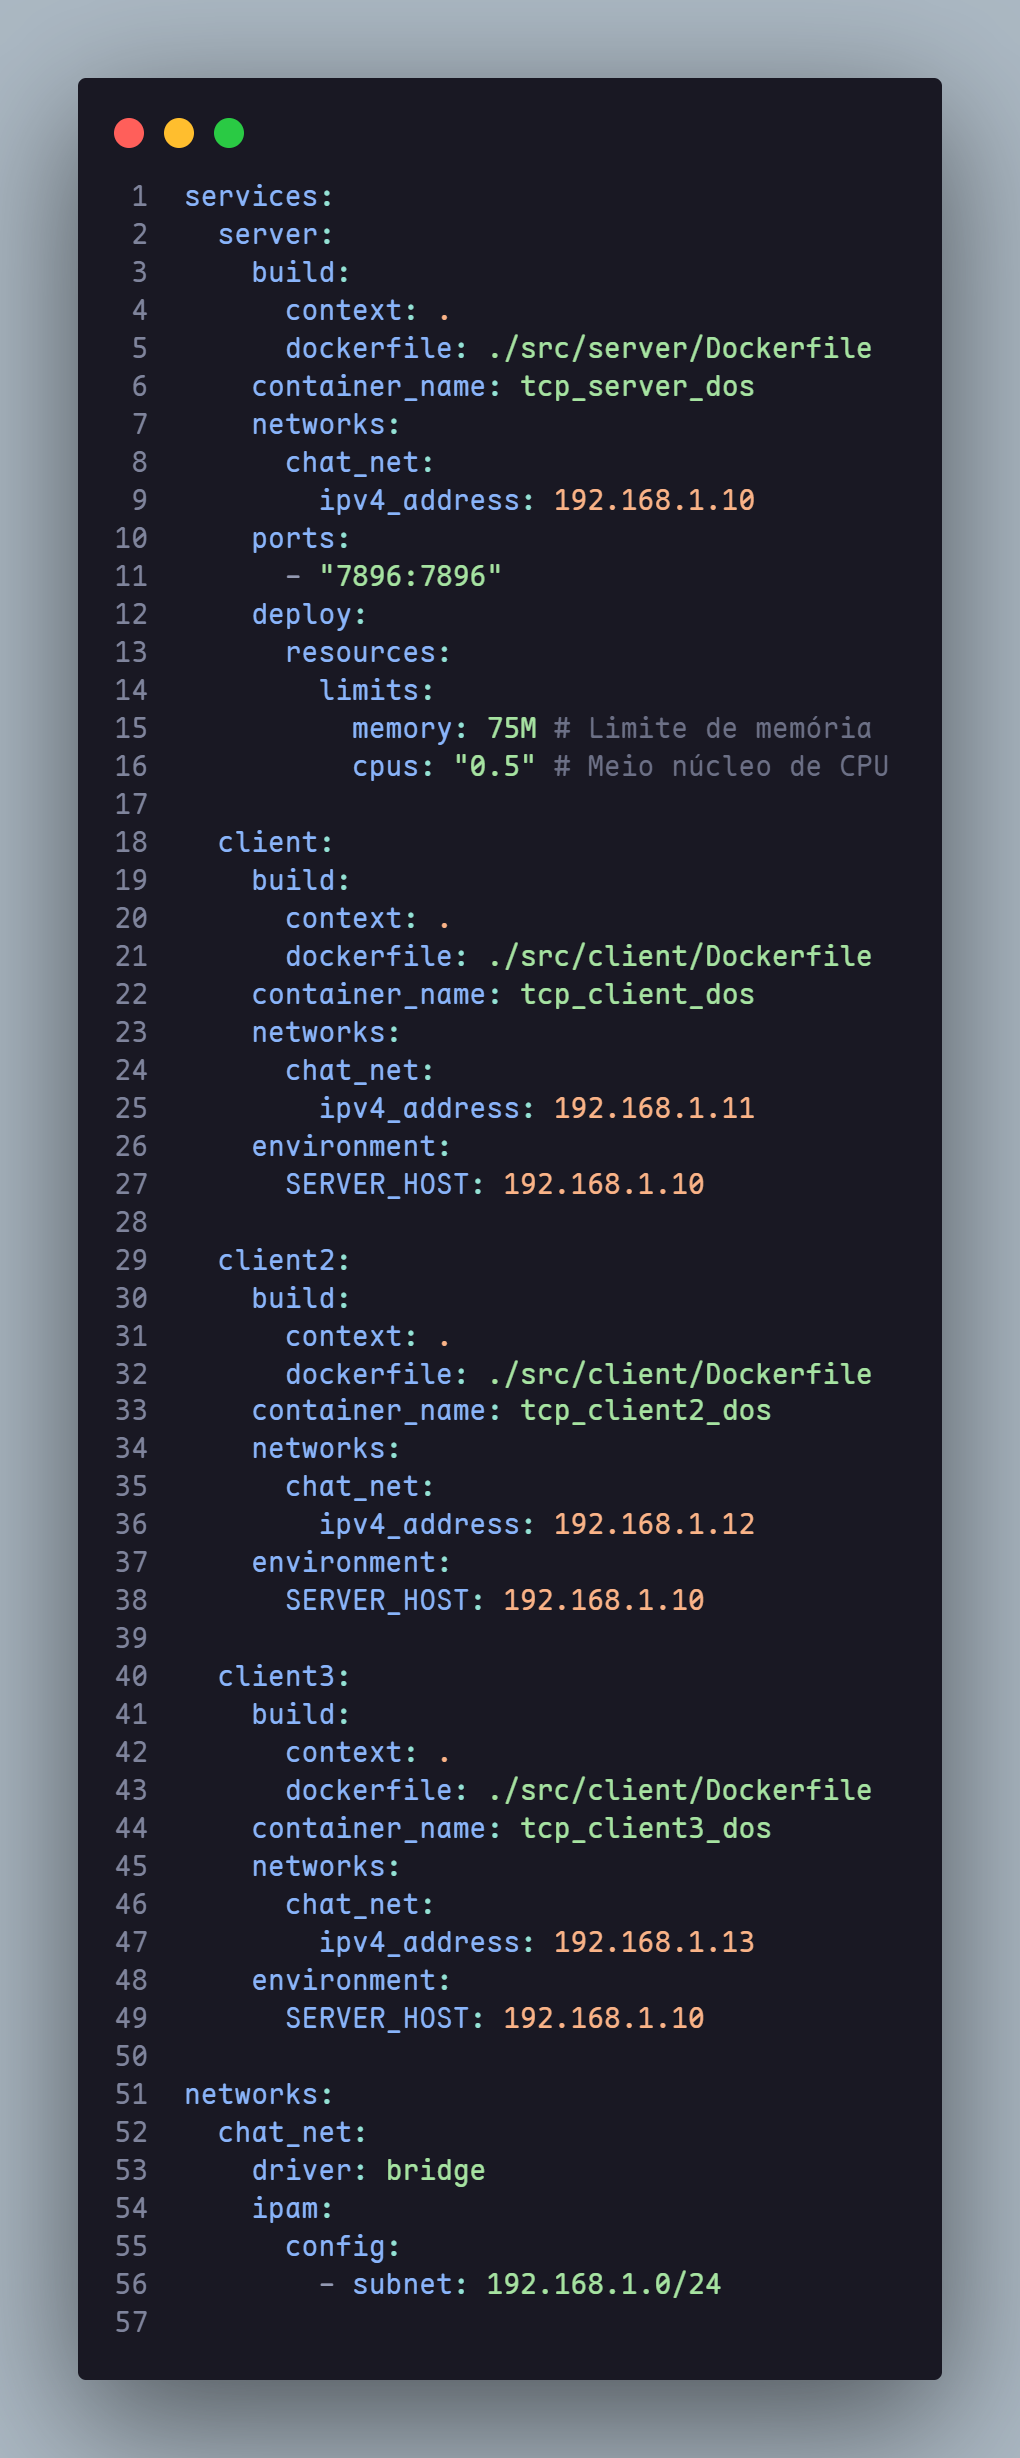 1 services:
2   server:
3     build:
4       context: .
5       dockerfile: ./src/server/Dockerfile
6     container_name: tcp_server_dos
7     networks:
8       chat_net:
9         ipv4_address: 192.168.1.10
10     ports:
11       - "7896:7896"
12     deploy:
13       resources:
14         limits:
15           memory: 75M # Limite de memória
16           cpus: "0.5" # Meio núcleo de CPU
17
18   client:
19     build:
20       context: .
21       dockerfile: ./src/client/Dockerfile
22     container_name: tcp_client_dos
23     networks:
24       chat_net:
25         ipv4_address: 192.168.1.11
26     environment:
27       SERVER_HOST: 192.168.1.10
28
29   client2:
30     build:
31       context: .
32       dockerfile: ./src/client/Dockerfile
33     container_name: tcp_client2_dos
34     networks:
35       chat_net:
36         ipv4_address: 192.168.1.12
37     environment:
38       SERVER_HOST: 192.168.1.10
39
40   client3:
41     build:
42       context: .
43       dockerfile: ./src/client/Dockerfile
44     container_name: tcp_client3_dos
45     networks:
46       chat_net:
47         ipv4_address: 192.168.1.13
48     environment:
49       SERVER_HOST: 192.168.1.10
50
51 networks:
52   chat_net:
53     driver: bridge
54     ipam:
55       config:
56         - subnet: 192.168.1.0/24
57